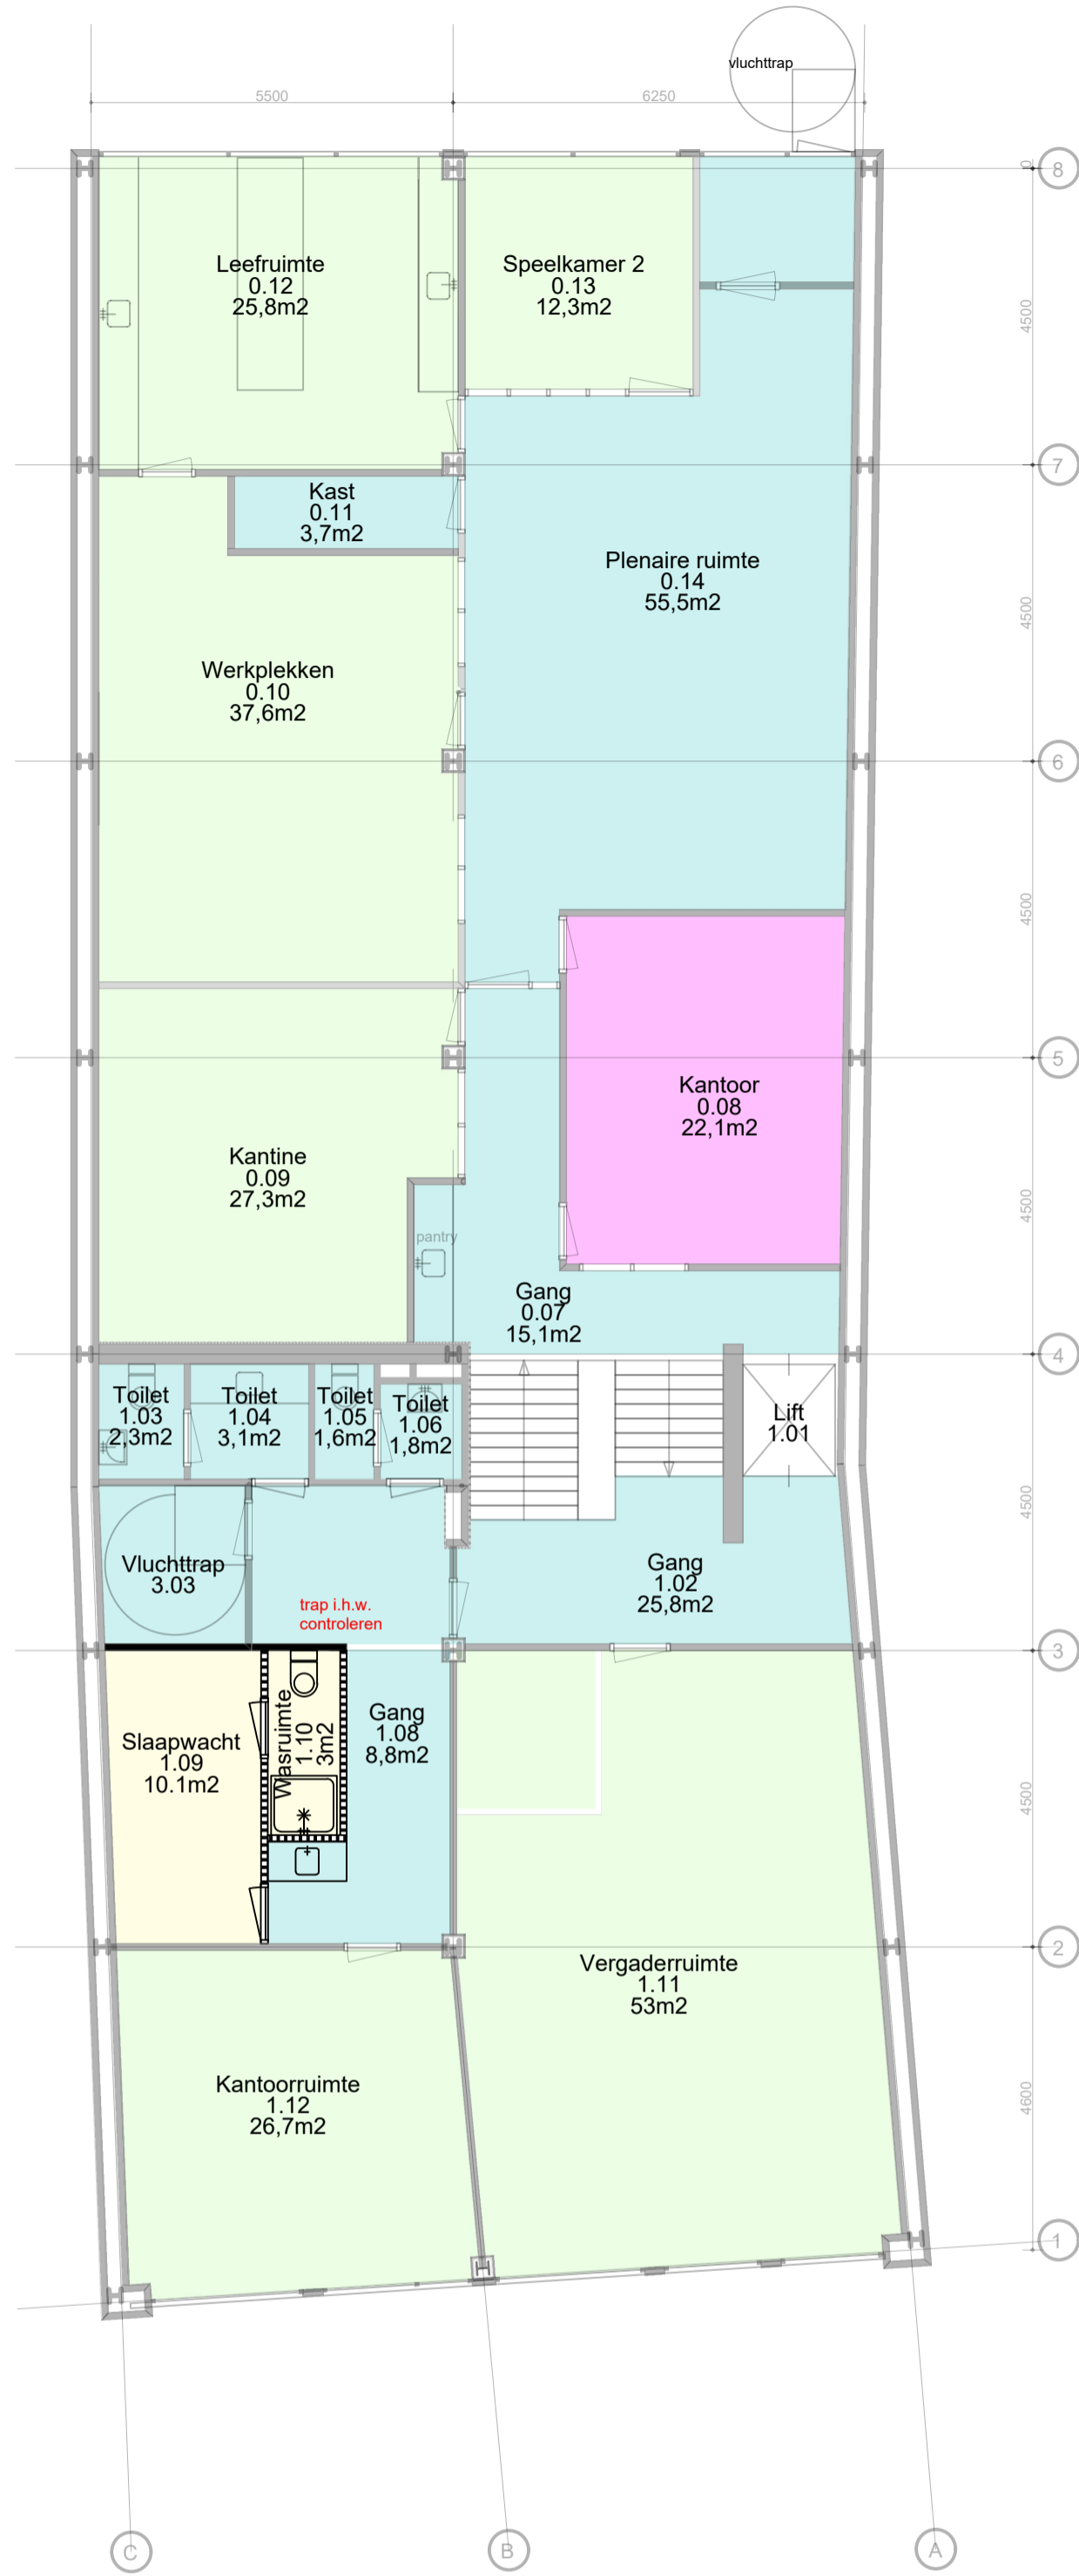 vluchttrap
5500
6250
0
8
Leefruimte
0.12
25,8m2
Speelkamer 2
0.13
12,3m2
4500
7
Kast
0.11
3,7m2
Plenaire ruimte
0.14
55,5m2
4500
Werkplekken
0.10
37,6m2
6
4500
5
Kantoor
0.08
22,1m2
Kantine
0.09
27,3m2
4500
pantry
Gang
0.07
15,1m2
4
Toilet
1.03
2,3m2
Toilet
1.04
3,1m2
Toilet
1.05
1,6m2
Toilet
1.06
1,8m2
Lift
1.01
4500
Vluchttrap
3.03
Gang
1.02
25,8m2
trap i.h.w.
controleren
3
Slaapwacht
1.09
10.1m2
Wasruimte
1.10
3m2
Gang
1.08
8,8m2
4500
2
Vergaderruimte
1.11
53m2
Kantoorruimte
1.12
26,7m2
4600
1
C
B
A